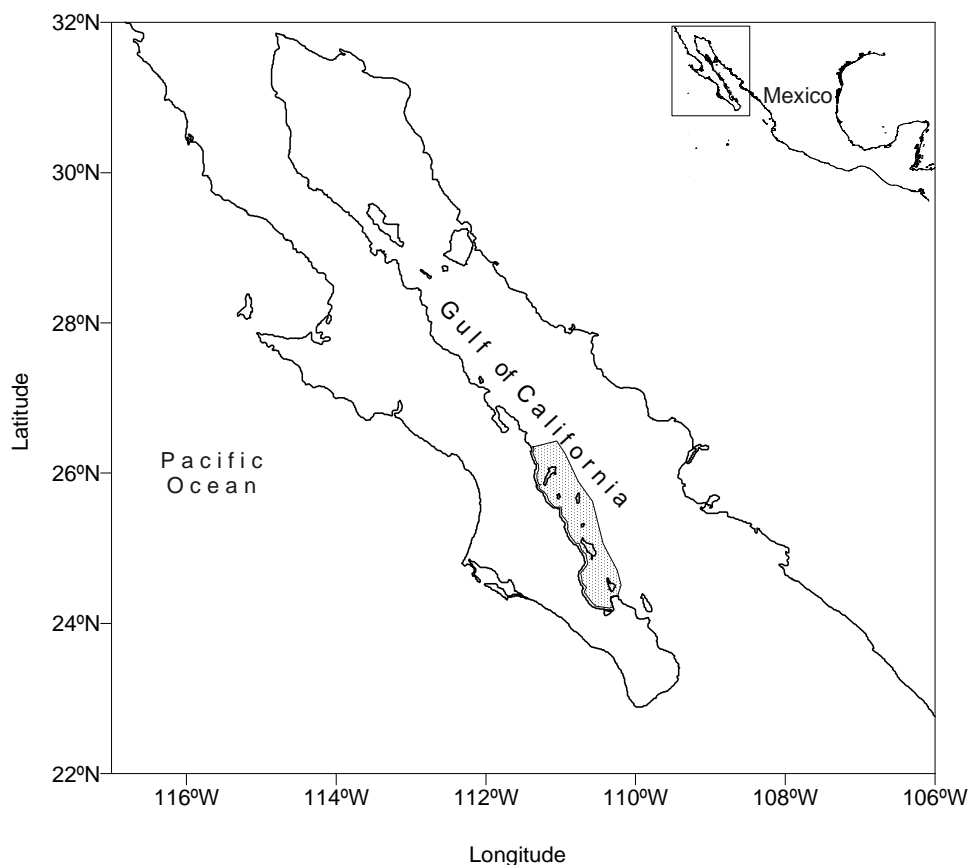 32ºN
30ºN
28ºN
26ºN
24ºN
22ºN
Latitude
Mexico
Gulf of California
Pacific
Ocean
116ºW
114ºW
112ºW
110ºW
108ºW
106ºW
Longitude